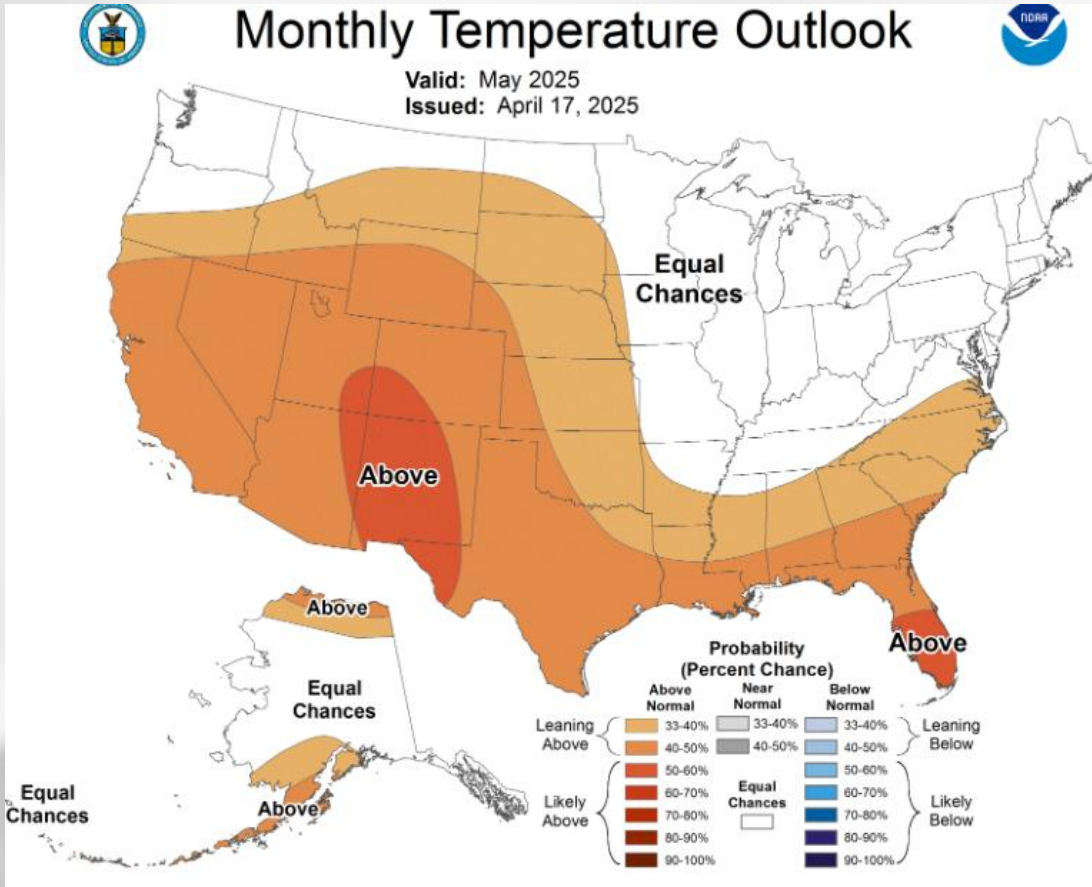 Monthly Temperature Outlook
NOAA
Valid: May 2025
Issued: April 17, 2025
Equal
Chances
Above
Above
Above
Equal
Chances
Above
Equal
Chances
Probability
(Percent Chance)
Above
Normal
Near
Normal
Below
Normal
Leaning
Above
33-40%
33-40%
33-40%
Leaning
Below
40-50%
40-50%
40-50%
Likely
Above
50-60%
50-60%
Likely
Below
60-70%
60-70%
Equal
Chances
70-80%
70-80%
80-90%
80-90%
90-100%
90-100%